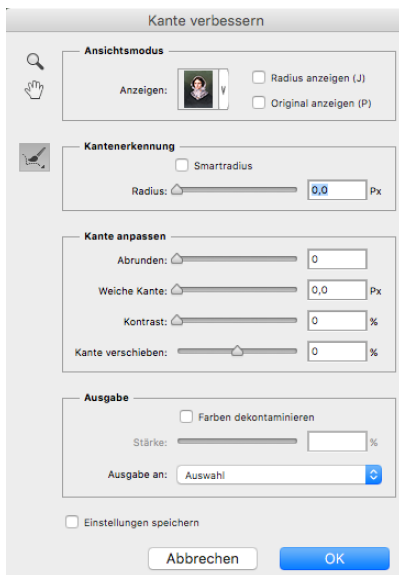 Kante verbessern
Ansichtsmodus
Anzeigen:
Radius anzeigen (J)
Original anzeigen (P)
Kantenerkennung
Smartradius
Radius: 0,0 Px
Kante anpassen
Abrunden: 0
Weiche Kante: 0,0 Px
Kontrast: 0 %
Kante verschieben: 0 %
Ausgabe
Farben dekontaminieren
Stärke: %
Ausgabe an: Auswahl
Einstellungen speichern
Abbrechen OK